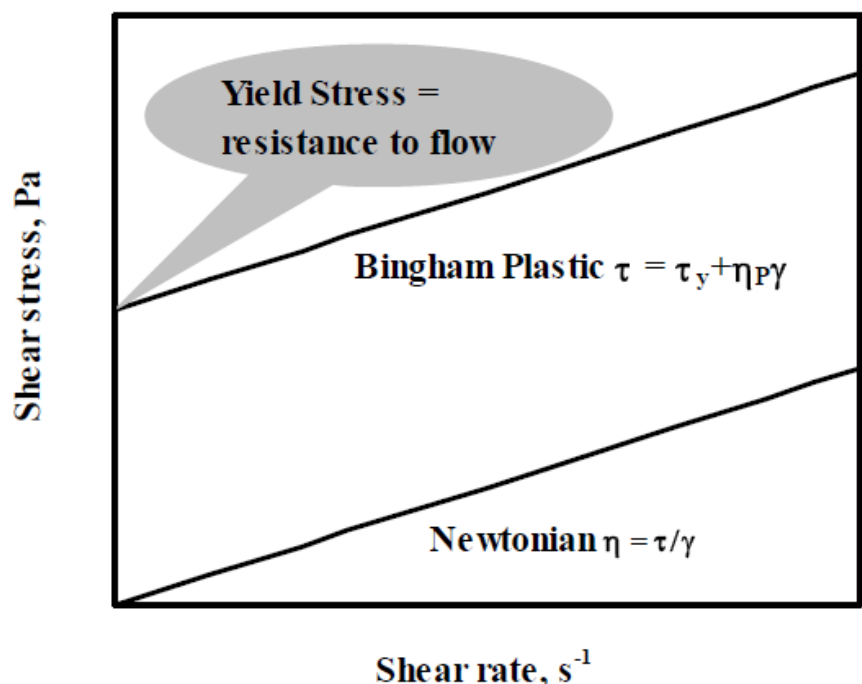 Yield Stress =
resistance to flow
Shear stress, Pa
Bingham Plastic τ = τy+ηPγ
Newtonian η = τ/γ
Shear rate, s-1